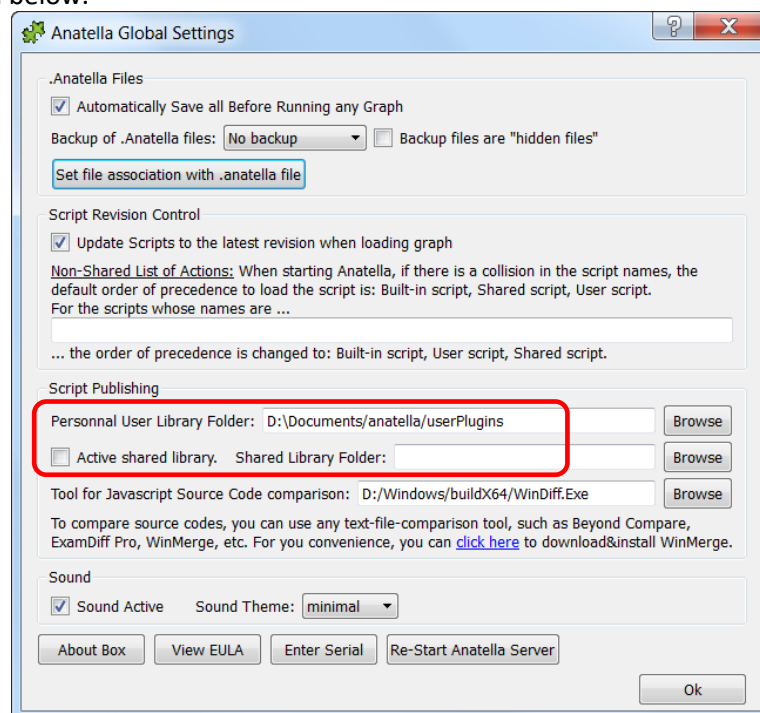 below:
Anatella Global Settings
.Anatella Files
Automatically Save all Before Running any Graph
Backup of .Anatella files: No backup Backup files are "hidden files"
Set file association with .anatella file
Script Revision Control
Update Scripts to the latest revision when loading graph
Non-Shared List of Actions: When starting Anatella, if there is a collision in the script names, the
default order of precedence to load the script is: Built-in script, Shared script, User script.
For the scripts whose names are ...
... the order of precedence is changed to: Built-in script, User script, Shared script.
Script Publishing
Personnal User Library Folder: D:\Documents/anatella/userPlugins Browse
Active shared library. Shared Library Folder: Browse
Tool for Javascript Source Code comparison: D:/Windows/buildX64/WinDiff.Exe Browse
To compare source codes, you can use any text-file-comparison tool, such as Beyond Compare,
ExamDiff Pro, WinMerge, etc. For you convenience, you can click here to download&install WinMerge.
Sound
Sound Active Sound Theme: minimal
About Box View EULA Enter Serial Re-Start Anatella Server
Ok